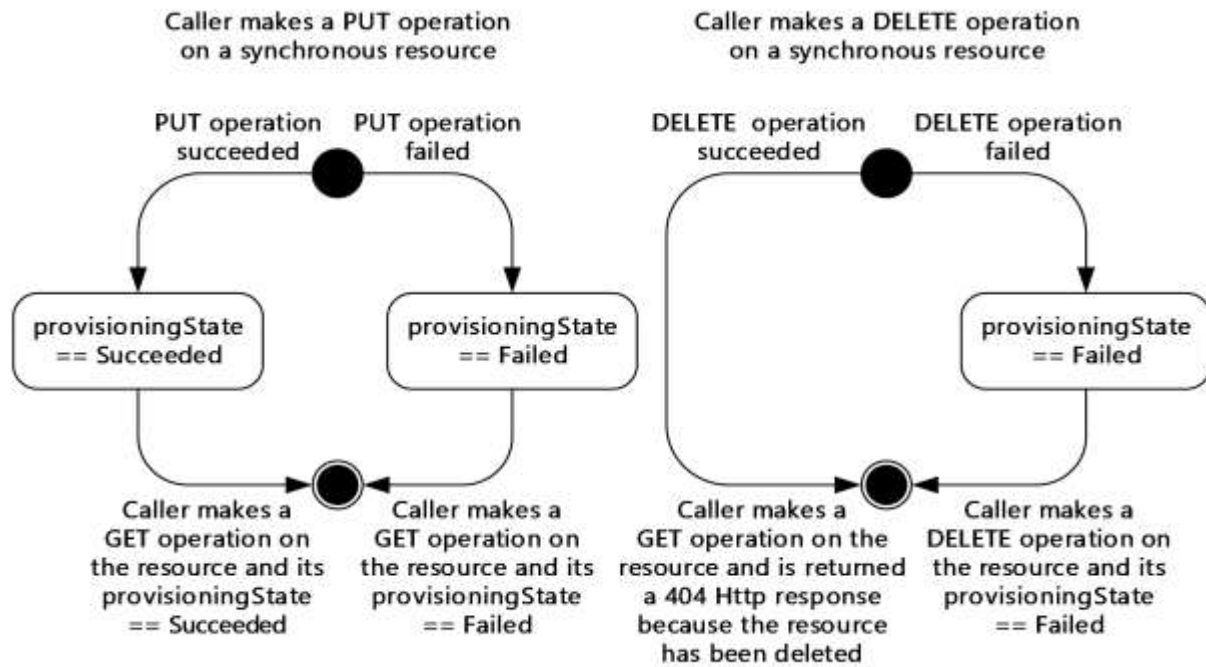 Caller makes a PUT operation
on a synchronous resource
Caller makes a DELETE operation
on a synchronous resource
PUT operation
succeeded
PUT operation
failed
DELETE operation
succeeded
DELETE operation
failed
provisioningState
== Succeeded
provisioningState
== Failed
provisioningState
== Failed
Caller makes a
GET operation on
the resource and its
provisioningState
== Succeeded
Caller makes a
GET operation on
the resource and its
provisioningState
== Failed
Caller makes a
GET operation on the
resource and is returned
a 404 Http response
because the resource
has been deleted
Caller makes a
DELETE operation on
the resource and its
provisioningState
== Failed